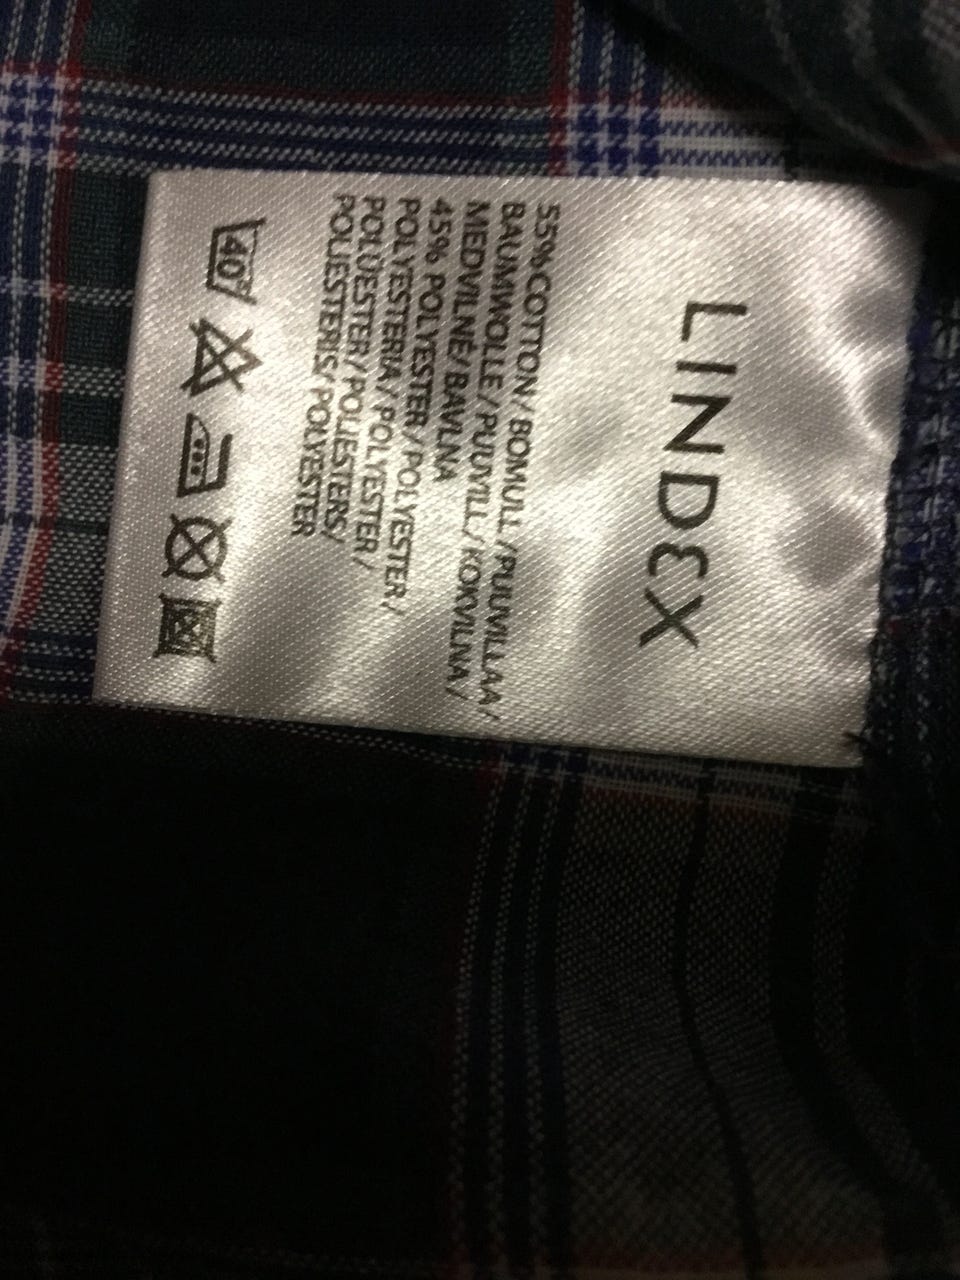 LINDEX
55% COTTON / BOMULL / PUUVILLAA /
BAUMWOLLE / PUUVILL / KOKVILNA /
MEDVILNĖ / BAVLNA
45% POLYESTER / POLYESTER /
POLYESTERIA / POLYESTER /
POLÜESTER / POLIESTERS /
POLIESTERIS / POLYESTER
40°